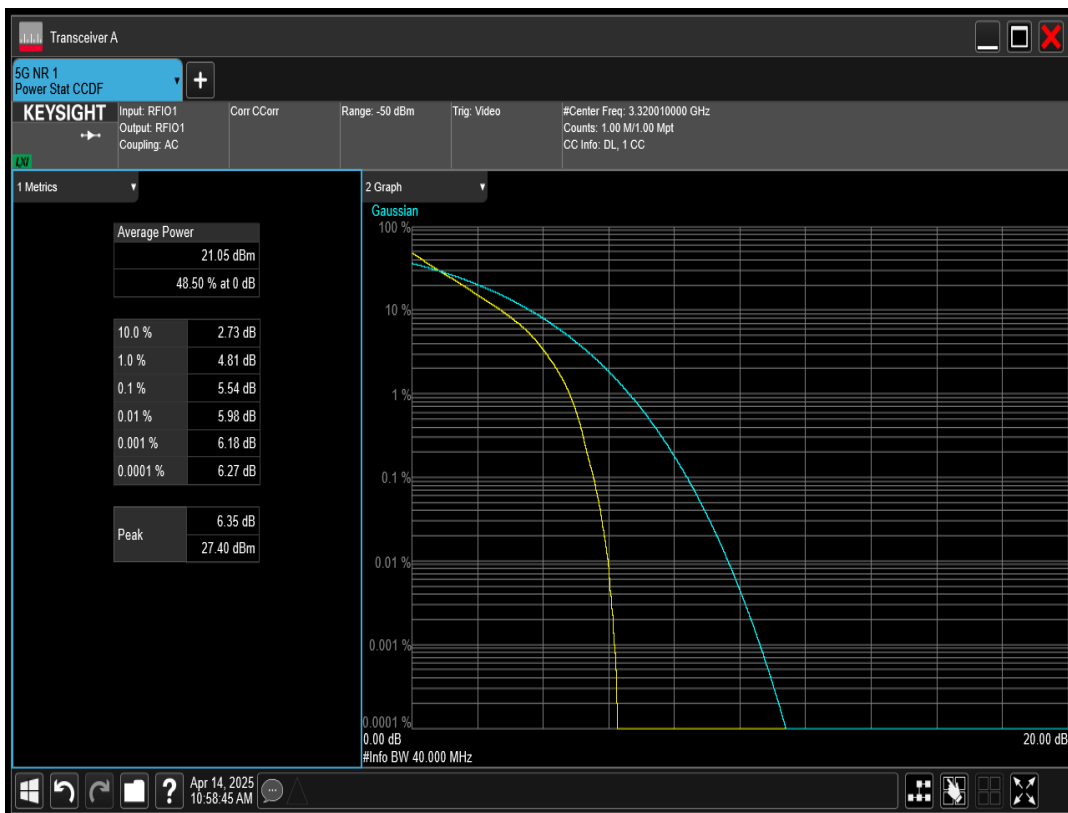 Transceiver A
5G NR 1
Power Stat CCDF
+
KEYSIGHT
LXI
Input: RFIO1
Output: RFIO1
Coupling: AC
Corr CCorr
Range: -50 dBm
Trig: Video
#Center Freq: 3.320010000 GHz
Counts: 1.00 M/1.00 Mpt
CC Info: DL, 1 CC
1 Metrics
Average Power
21.05 dBm
48.50 % at 0 dB
10.0 % 2.73 dB
1.0 % 4.81 dB
0.1 % 5.54 dB
0.01 % 5.98 dB
0.001 % 6.18 dB
0.0001 % 6.27 dB
Peak
6.35 dB
27.40 dBm
2 Graph
Gaussian
100 %
10 %
1 %
0.1 %
0.01 %
0.001 %
0.0001 %
0.00 dB
20.00 dB
#Info BW 40.000 MHz
?
Apr 14, 2025
10:58:45 AM